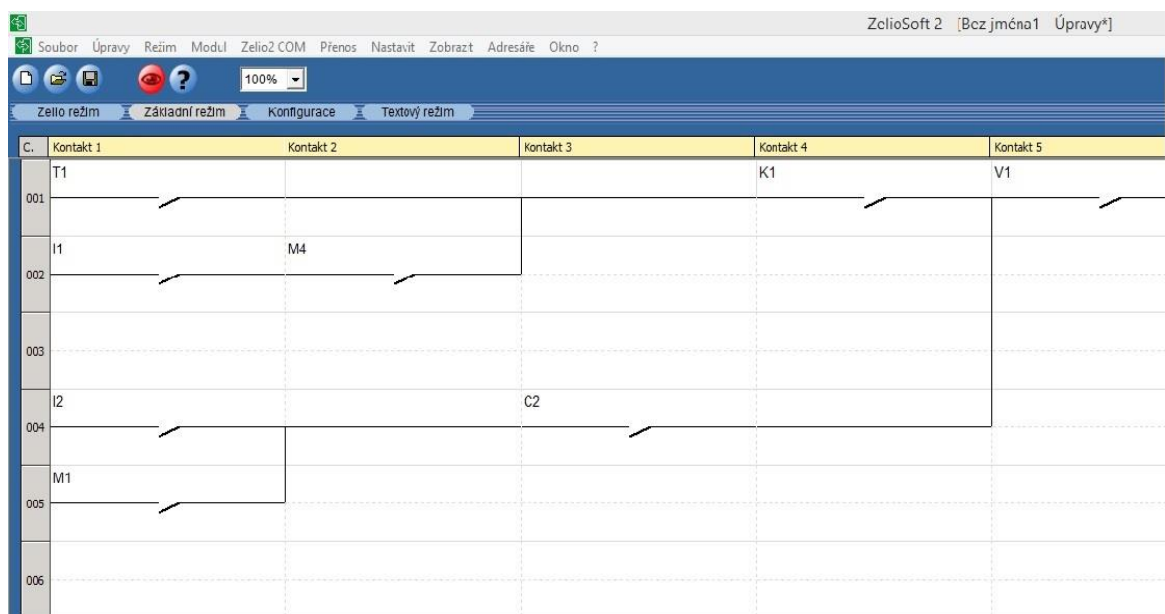 ZelioSoft 2 [Bez jména1 Úpravy*]
Soubor Úpravy Režim Modul Zelio2 COM Přenos Nastavit Zobrazt Adresáře Okno ?
? 100%
Zelio režim Základní režim Konfigurace Textový režim
C. Kontakt 1 Kontakt 2 Kontakt 3 Kontakt 4 Kontakt 5
T1 K1 V1
001
I1 M4
002
003
I2 C2
004
M1
005
006